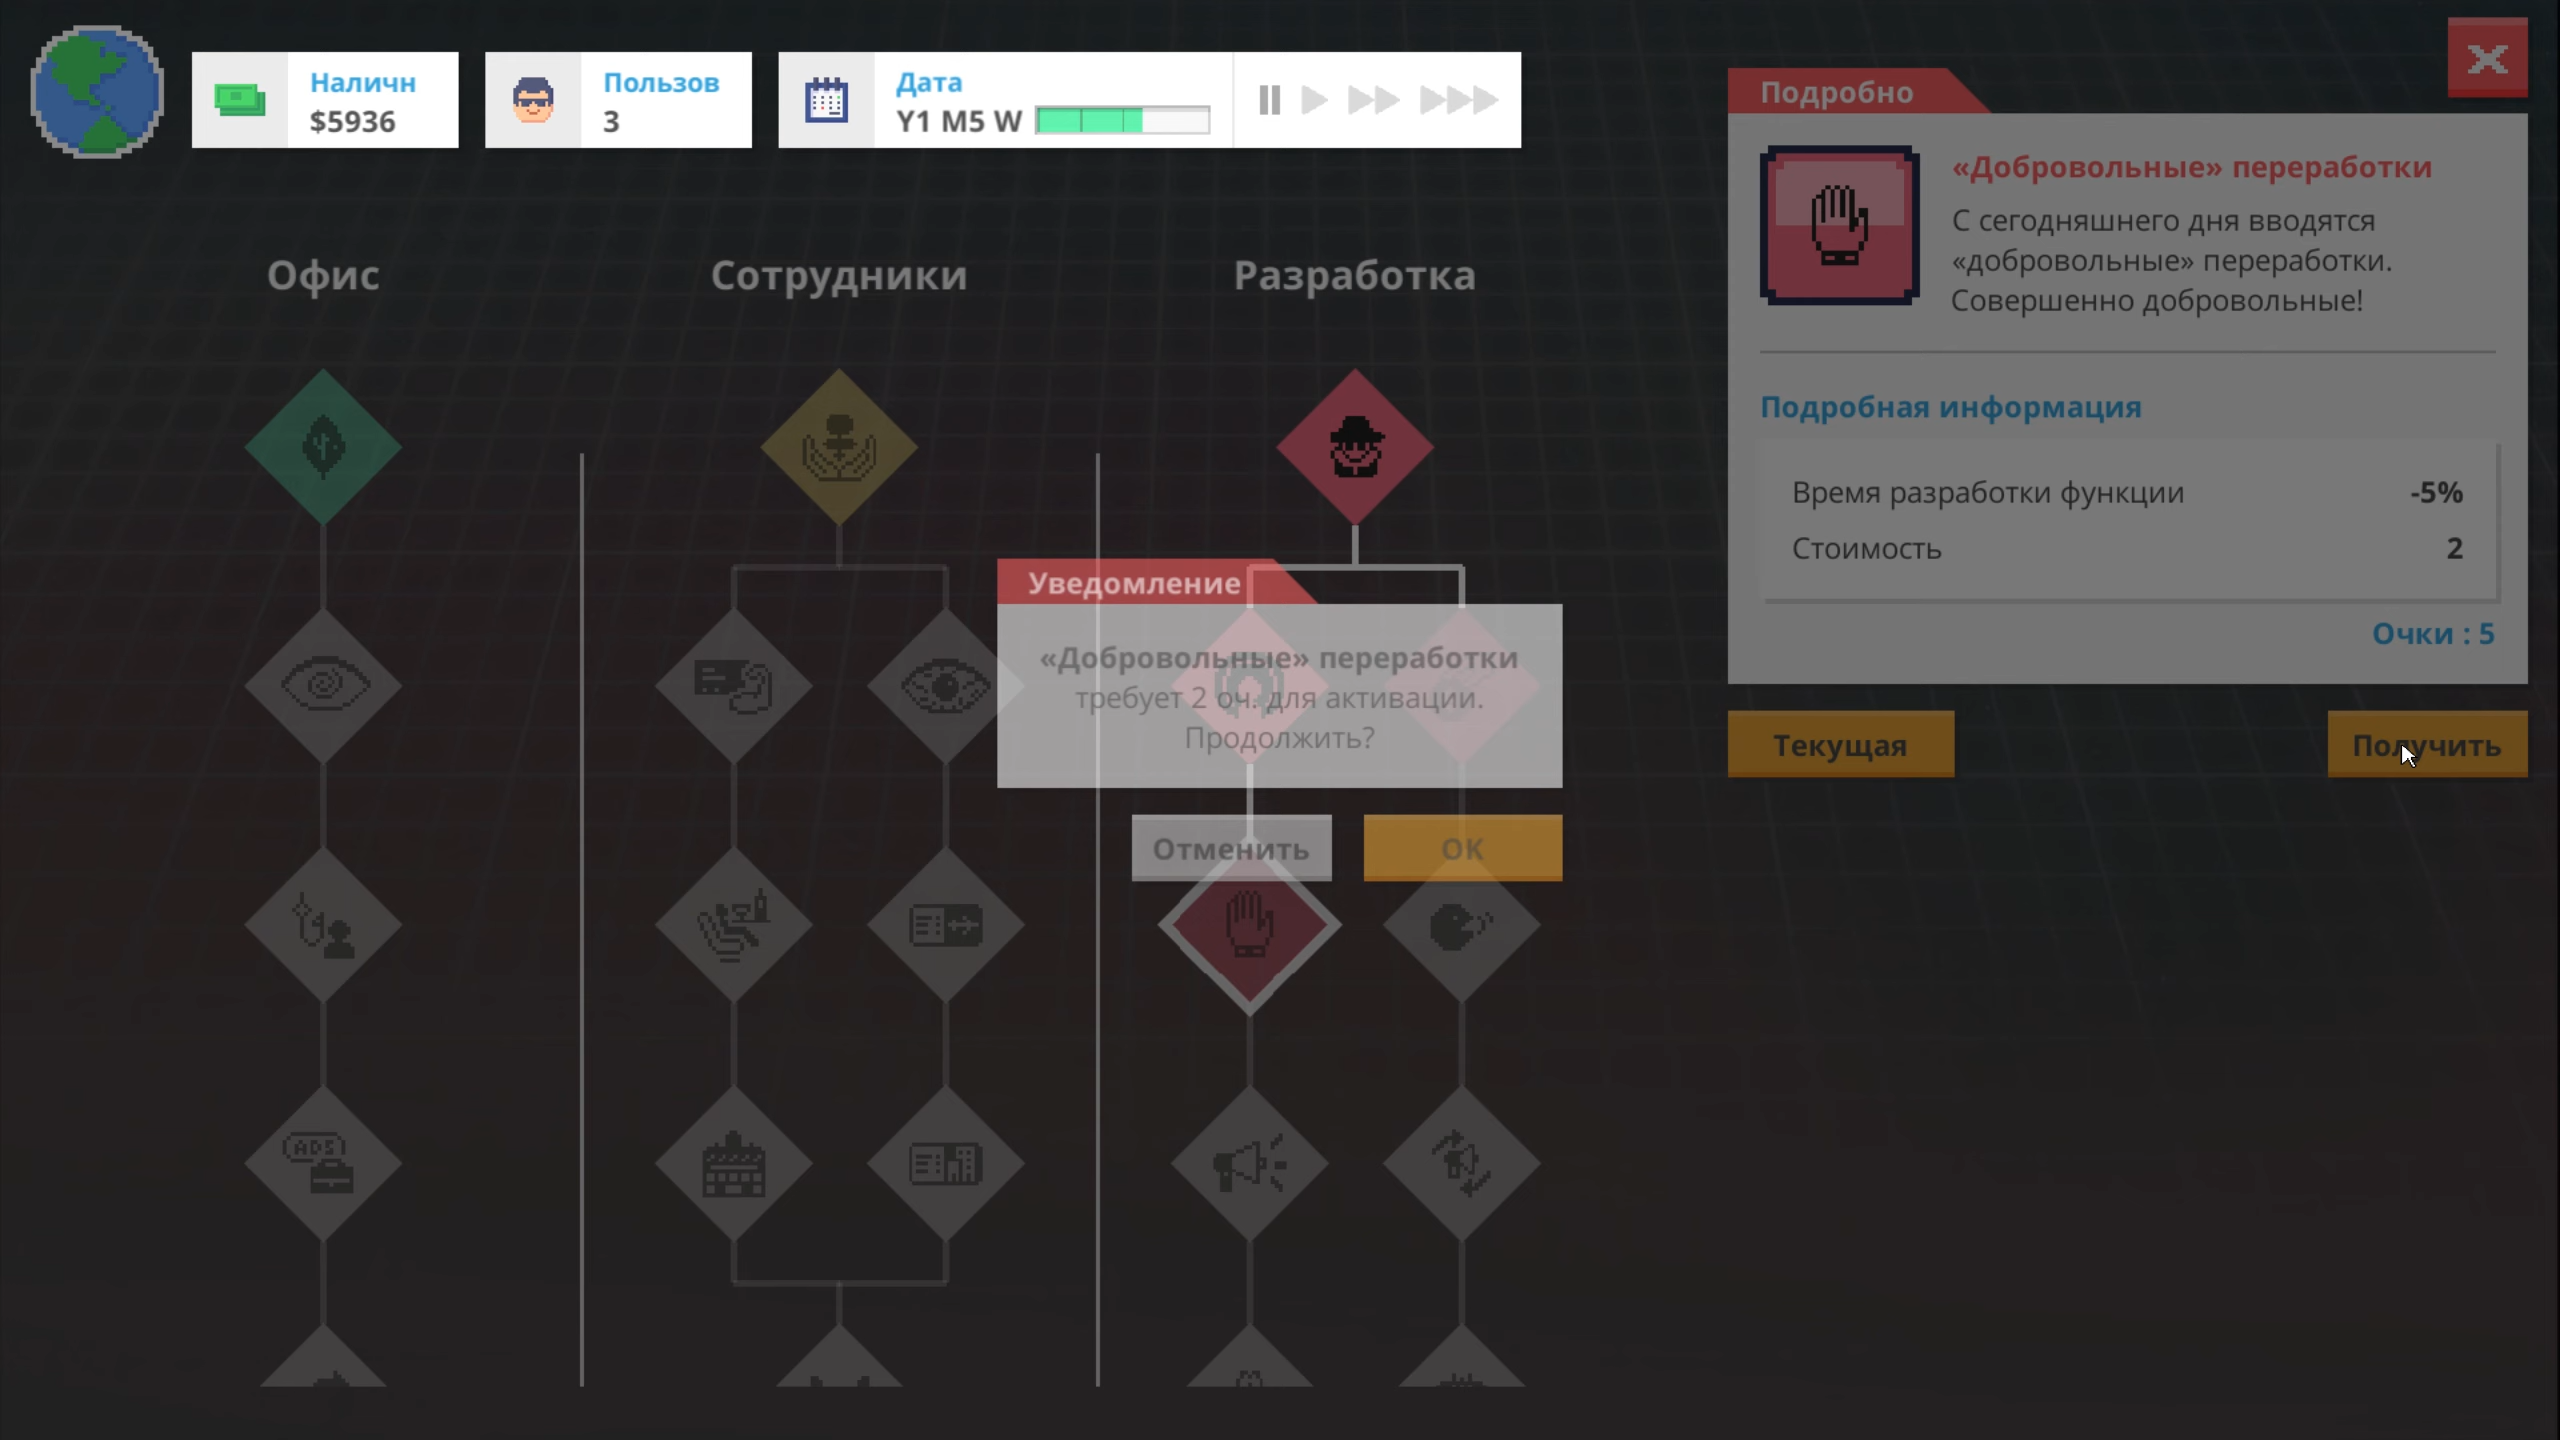 Наличн
$5936
Пользов
3
Дата
Y1 M5 W
Офис
Сотрудники
Разработка
ADS
Уведомление
«Добровольные» переработки
требует 2 оч. для активации.
Продолжить?
Отменить
OK
Подробно
«Добровольные» переработки
С сегодняшнего дня вводятся
«добровольные» переработки.
Совершенно добровольные!
Подробная информация
Время разработки функции -5%
Стоимость 2
Очки : 5
Текущая
Получить